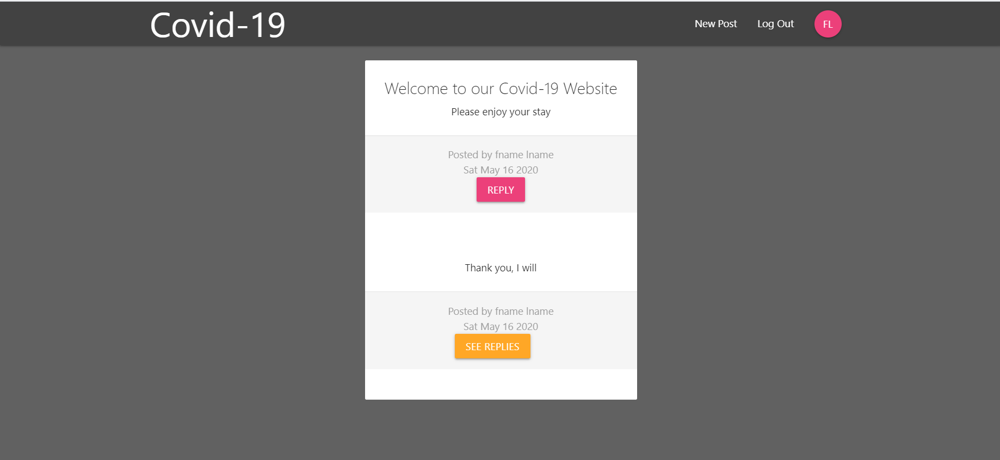 Covid-19
New Post
Log Out
FL
Welcome to our Covid-19 Website
Please enjoy your stay
Posted by fname lname
Sat May 16 2020
REPLY
Thank you, I will
Posted by fname lname
Sat May 16 2020
SEE REPLIES